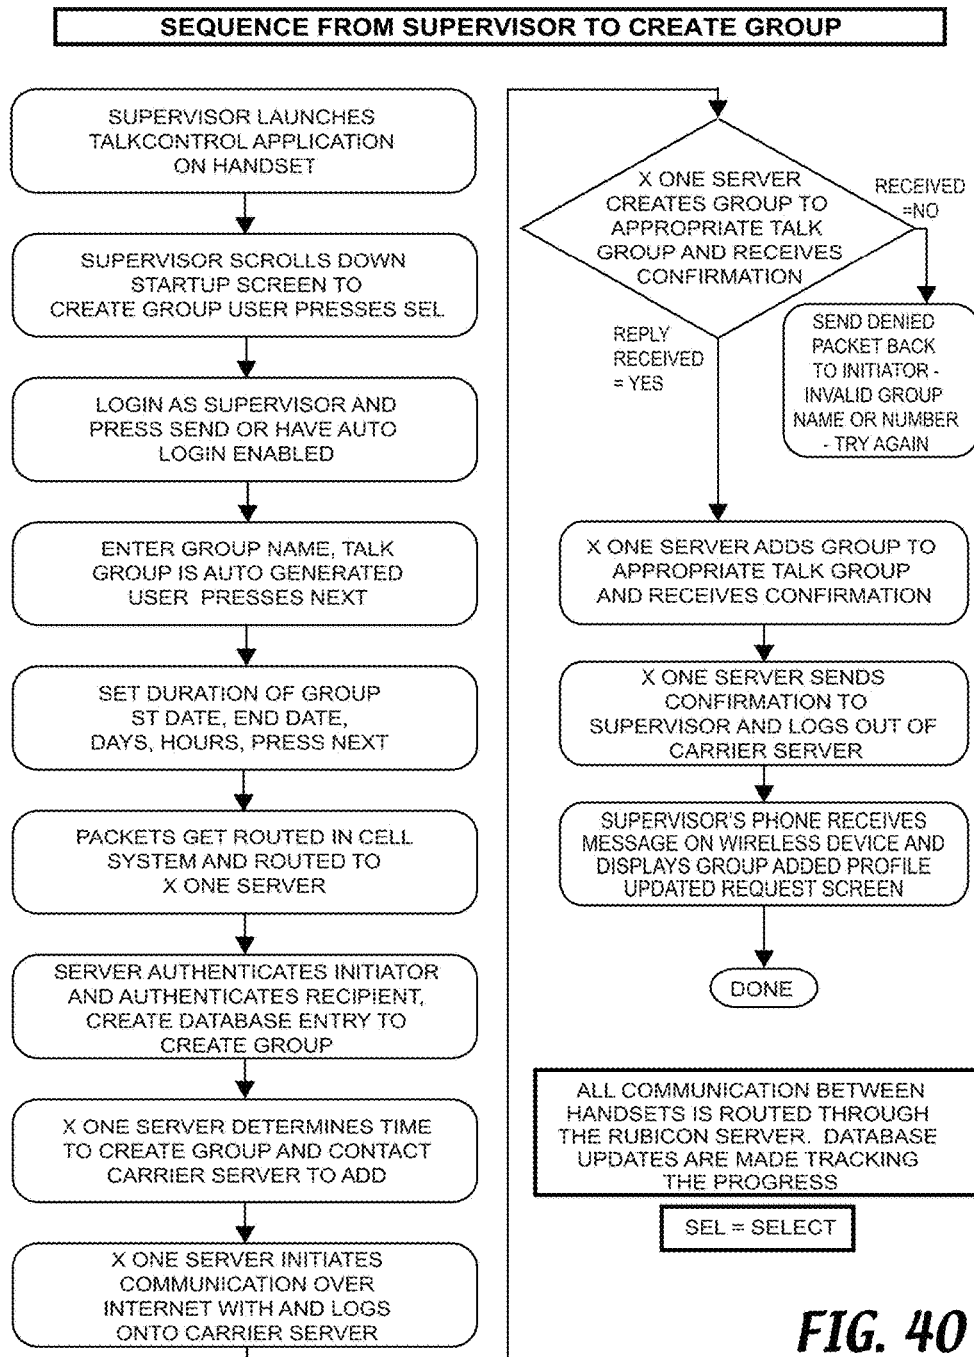 SEQUENCE FROM SUPERVISOR TO CREATE GROUP
SUPERVISOR LAUNCHES
TALKCONTROL APPLICATION
ON HANDSET
SUPERVISOR SCROLLS DOWN
STARTUP SCREEN TO
CREATE GROUP USER PRESSES SEL
LOGIN AS SUPERVISOR AND
PRESS SEND OR HAVE AUTO
LOGIN ENABLED
ENTER GROUP NAME, TALK
GROUP IS AUTO GENERATED
USER PRESSES NEXT
SET DURATION OF GROUP
ST DATE, END DATE,
DAYS, HOURS, PRESS NEXT
PACKETS GET ROUTED IN CELL
SYSTEM AND ROUTED TO
X ONE SERVER
SERVER AUTHENTICATES INITIATOR
AND AUTHENTICATES RECIPIENT,
CREATE DATABASE ENTRY TO
CREATE GROUP
X ONE SERVER DETERMINES TIME
TO CREATE GROUP AND CONTACT
CARRIER SERVER TO ADD
X ONE SERVER INITIATES
COMMUNICATION OVER
INTERNET WITH AND LOGS
ONTO CARRIER SERVER
X ONE SERVER
CREATES GROUP TO
APPROPRIATE TALK
GROUP AND RECEIVES
CONFIRMATION
RECEIVED
=NO
SEND DENIED
PACKET BACK
TO INITIATOR -
INVALID GROUP
NAME OR NUMBER
- TRY AGAIN
REPLY
RECEIVED
= YES
X ONE SERVER ADDS GROUP TO
APPROPRIATE TALK GROUP
AND RECEIVES CONFIRMATION
X ONE SERVER SENDS
CONFIRMATION TO
SUPERVISOR AND LOGS OUT OF
CARRIER SERVER
SUPERVISOR'S PHONE RECEIVES
MESSAGE ON WIRELESS DEVICE AND
DISPLAYS GROUP ADDED PROFILE
UPDATED REQUEST SCREEN
DONE
ALL COMMUNICATION BETWEEN
HANDSETS IS ROUTED THROUGH
THE RUBICON SERVER. DATABASE
UPDATES ARE MADE TRACKING
THE PROGRESS
SEL = SELECT
FIG. 40